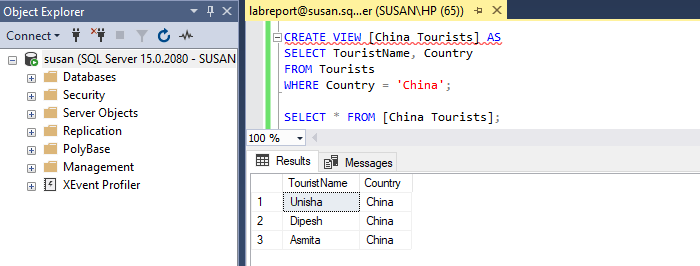 Object Explorer
Connect
susan (SQL Server 15.0.2080 - SUSAN
Databases
Security
Server Objects
Replication
PolyBase
Management
XEvent Profiler
labreport@susan.sq...er (SUSAN\HP (65))
CREATE VIEW [China Tourists] AS
SELECT TouristName, Country
FROM Tourists
WHERE Country = 'China';
SELECT * FROM [China Tourists];
100 %
Results Messages
TouristName Country
1 Unisha China
2 Dipesh China
3 Asmita China